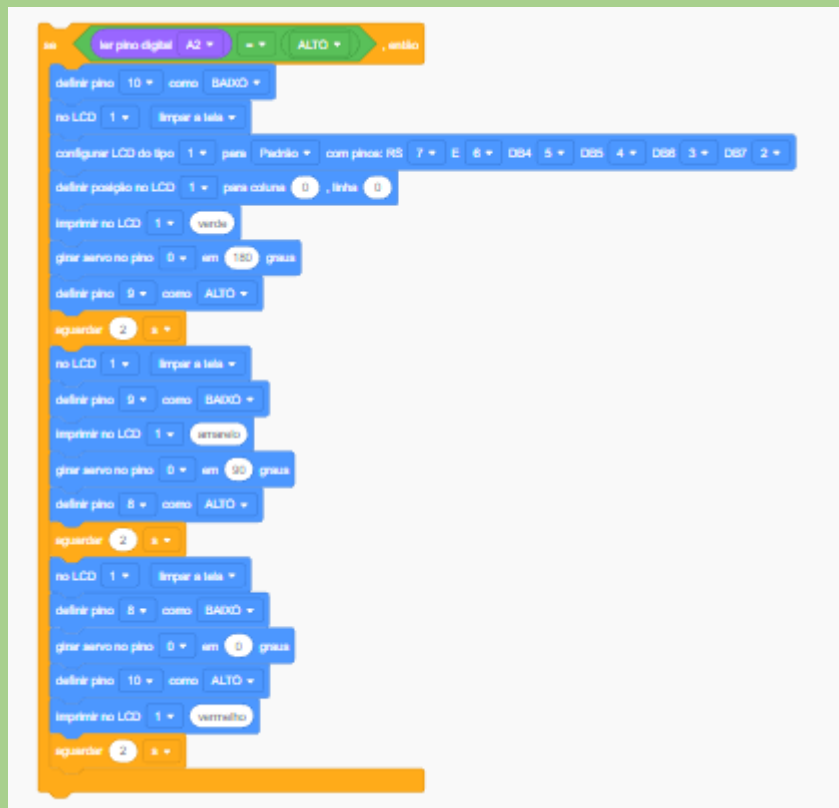 se ler pino digital A2 = ALTO , então
definir pino 10 como BAIXO
no LCD 1 limpar a tela
configurar LCD do tipo 1 para Padrão com pinos: RS 7 E 6 DB4 5 DB5 4 DB6 3 DB7 2
definir posição no LCD 1 para coluna 0 , linha 0
imprimir no LCD 1 verde
girar servo no pino 0 em 180 graus
definir pino 9 como ALTO
aguardar 2 s
no LCD 1 limpar a tela
definir pino 9 como BAIXO
imprimir no LCD 1
girar servo no pino 0 em 90 graus
definir pino 8 como ALTO
aguardar 2 s
no LCD 1 limpar a tela
definir pino 8 como BAIXO
girar servo no pino 0 em 0 graus
definir pino 10 como ALTO
imprimir no LCD 1 vermelho
aguardar 2 s